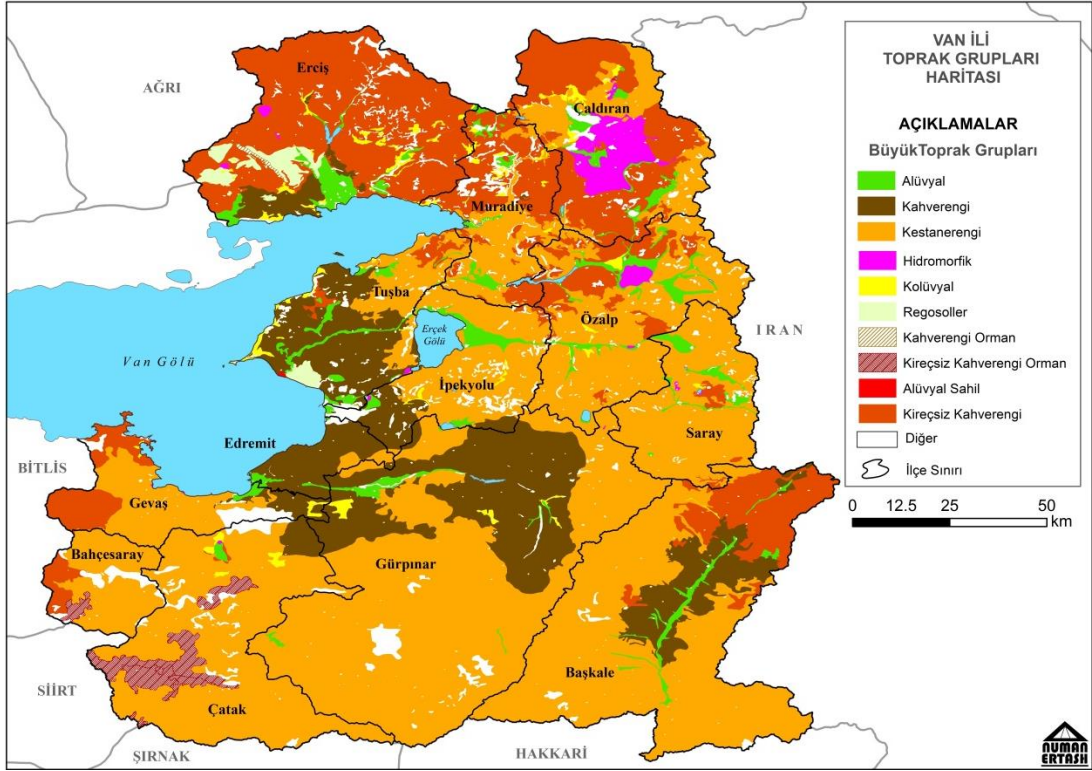 VAN İLİ
TOPRAK GRUPLARI
HARİTASI
AÇIKLAMALAR
BüyükToprak Grupları
Alüvyal
Kahverengi
Kestanerengi
Hidromorfik
Kolüvyal
Regosoller
Kahverengi Orman
Kireçsiz Kahverengi Orman
Alüvyal Sahil
Kireçsiz Kahverengi
Diğer
İlçe Sınırı
0 12.5 25 50
km
AĞRI
Erciş
Çaldıran
Muradiye
Tuşba
Erçek
Gölü
Özalp
IRAN
Van Gölü
İpekyolu
Edremit
Saray
BİTLİS
Gevaş
Bahçesaray
Gürpınar
Başkale
SİİRT
Çatak
ŞIRNAK
HAKKARİ
NUMAN
ERTASH